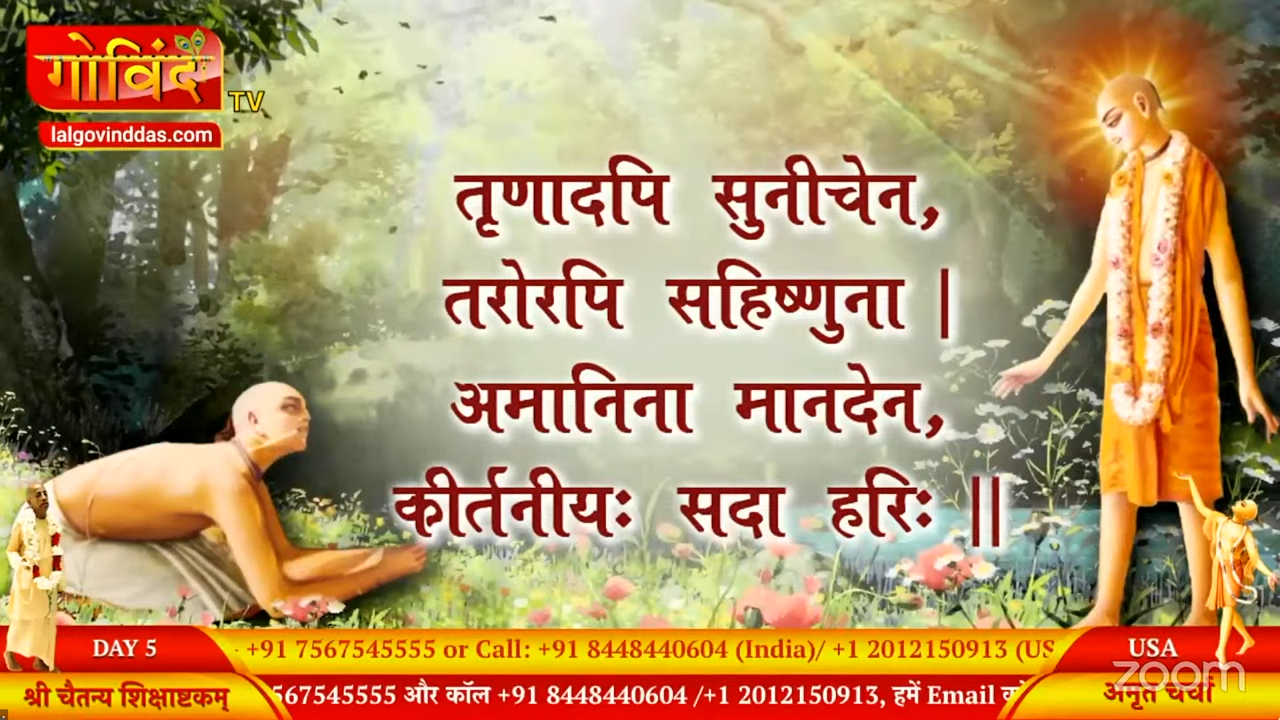 गोविंद
TV
lalgovinddas.com
तृणादपि सुनीचेन,
तरोरपि सहिष्णुना |
अमानिना मानदेन,
कीर्तनीयः सदा हरिः ||
DAY 5
+91 7567545555 or Call: +91 8448440604 (India)/ +1 2012150913 (US
USA
zoom
श्री चैतन्य शिक्षाष्टकम्
567545555 और कॉल +91 8448440604 /+1 2012150913, हमें Email
अमृत चर्चा